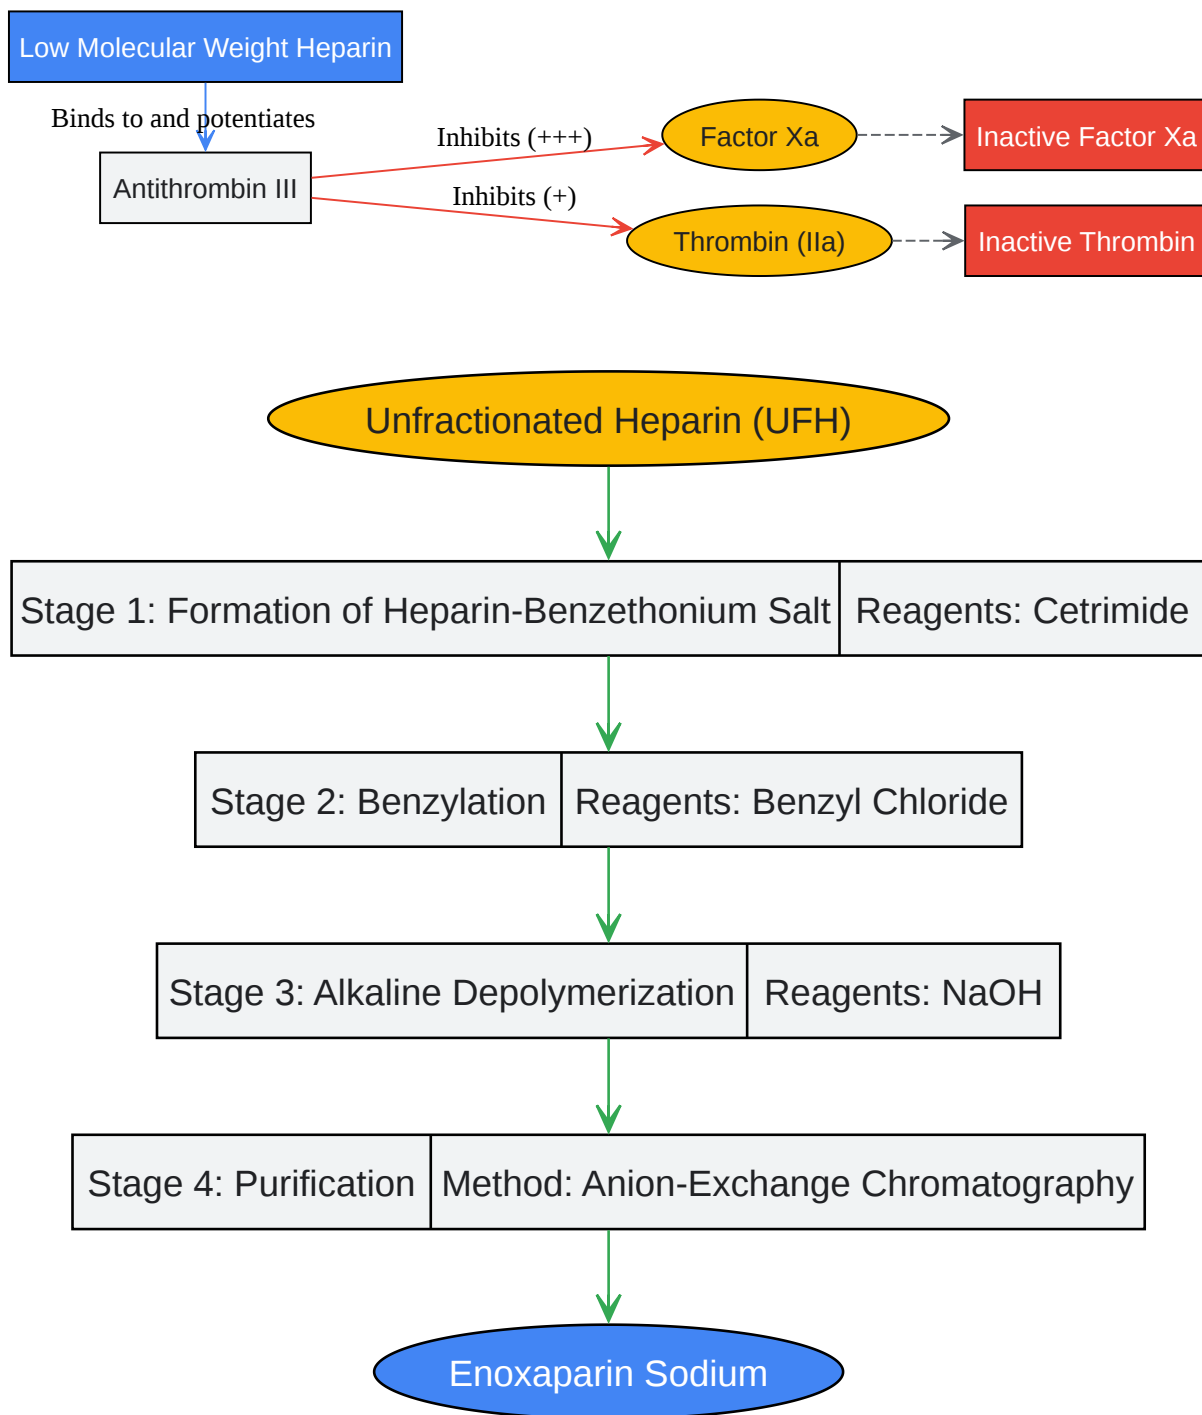 Low Molecular Weight Heparin
Binds to and potentiates
Antithrombin III
Inhibits (+++)
Inhibits (+)
Factor Xa
Inactive Factor Xa
Thrombin (IIa)
Inactive Thrombin
Unfractionated Heparin (UFH)
Stage 1: Formation of Heparin-Benzethonium Salt
Reagents: Cetrimide
Stage 2: Benzylation
Reagents: Benzyl Chloride
Stage 3: Alkaline Depolymerization
Reagents: NaOH
Stage 4: Purification
Method: Anion-Exchange Chromatography
Enoxaparin Sodium